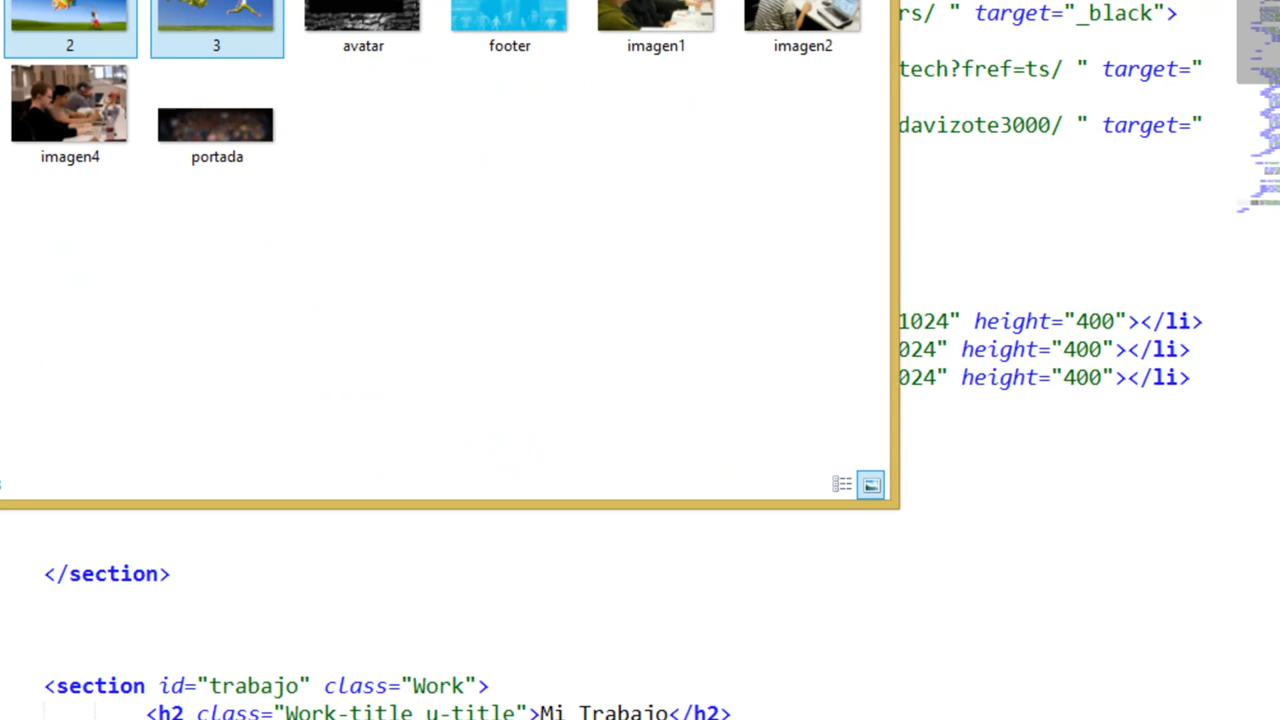 2
3
avatar
footer
imagen1
imagen2
imagen4
portada
rs/ " target="_black">
tech?fref=ts/ " target="
davizote3000/ " target="
1024" height="400"></li>
024" height="400"></li>
024" height="400"></li>
</section>
<section id="trabajo" class="Work">
<h2 class="Work-title u-title">Mi Trabajo</h2>